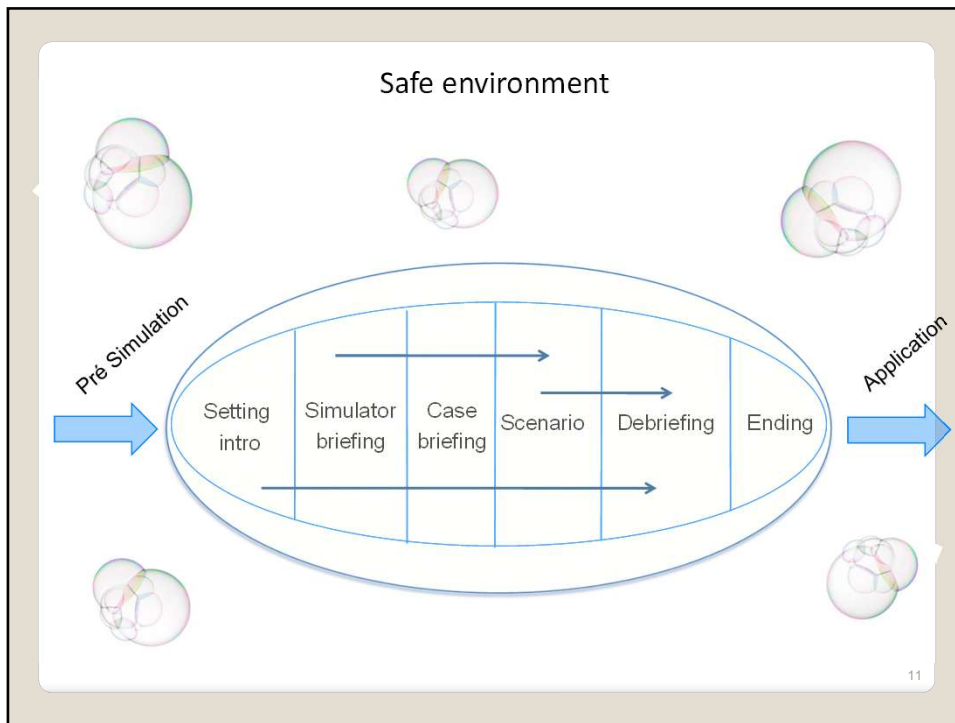 Safe environment
Pré Simulation
Setting
intro
Simulator
briefing
Case
briefing
Scenario
Debriefing
Ending
Application
11